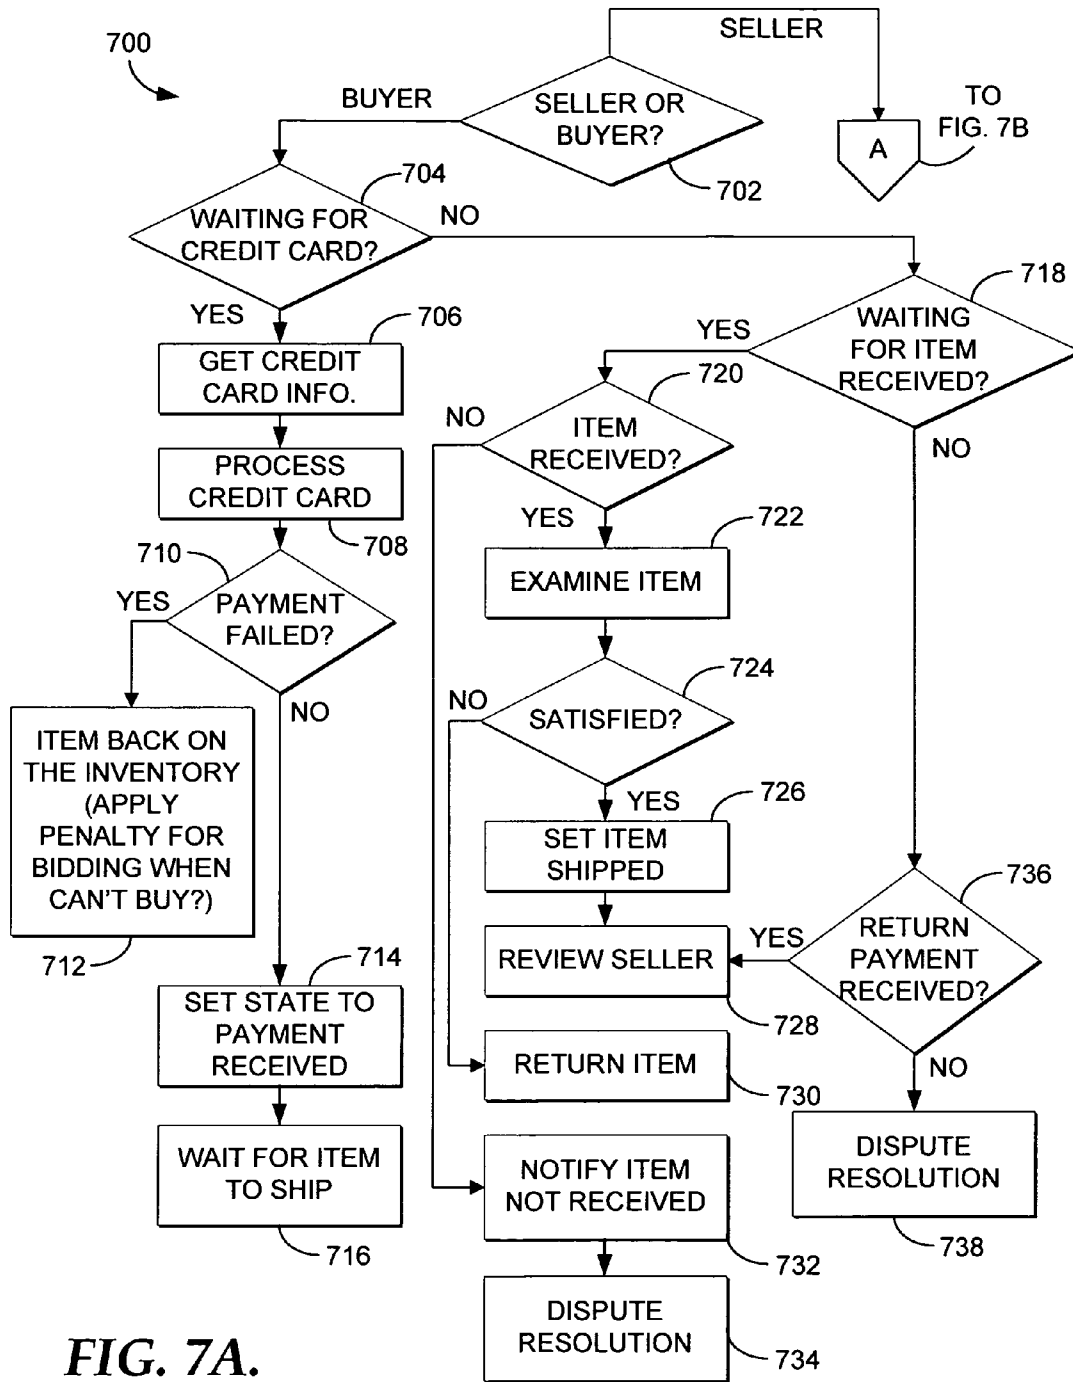 700
SELLER
BUYER
SELLER OR
BUYER?
702
A
TO
FIG. 7B
704
WAITING FOR
CREDIT CARD?
NO
YES
706
GET CREDIT
CARD INFO.
PROCESS
CREDIT CARD
708
710
YES
PAYMENT
FAILED?
NO
ITEM BACK ON
THE INVENTORY
(APPLY
PENALTY FOR
BIDDING WHEN
CAN'T BUY?)
712
714
SET STATE TO
PAYMENT
RECEIVED
WAIT FOR ITEM
TO SHIP
716
718
WAITING
FOR ITEM
RECEIVED?
YES
NO
720
NO
ITEM
RECEIVED?
YES
722
EXAMINE ITEM
724
NO
SATISFIED?
YES
726
SET ITEM
SHIPPED
REVIEW SELLER
728
RETURN ITEM
730
NOTIFY ITEM
NOT RECEIVED
732
DISPUTE
RESOLUTION
734
736
YES
RETURN
PAYMENT
RECEIVED?
NO
DISPUTE
RESOLUTION
738
FIG. 7A.